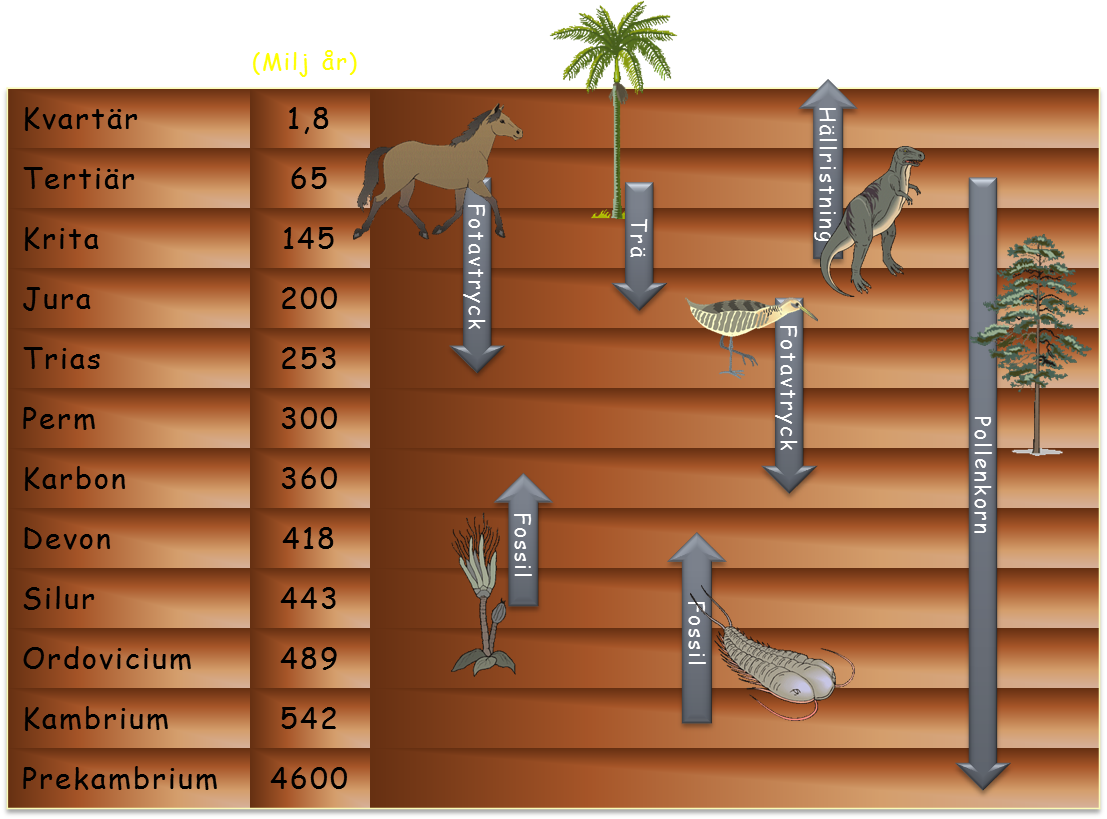 (Milj år)
Kvartär 1,8
Tertiär 65
Krita 145
Jura 200
Trias 253
Perm 300
Karbon 360
Devon 418
Silur 443
Ordovicium 489
Kambrium 542
Prekambrium 4600
Fotavtryck
Trä
Hällristning
Fotavtryck
Pollenkorn
Fossil
Fossil